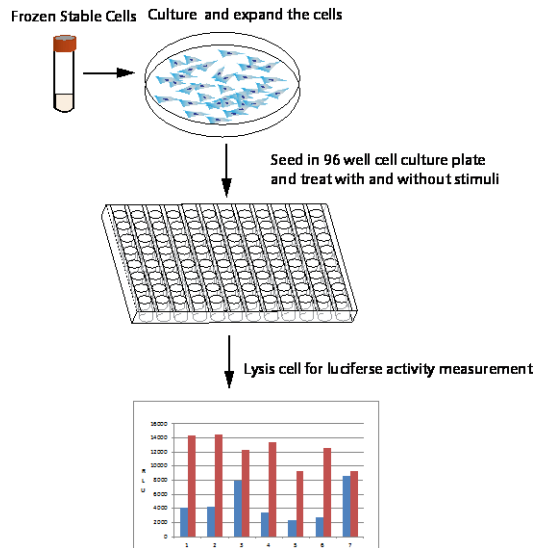 Frozen Stable Cells
Culture and expand the cells
Seed in 96 well cell culture plate
and treat with and without stimuli
Lysis cell for luciferse activity measurement
16000
14000
12000
10000
8000
6000
4000
2000
0
R
L
U
1 2 3 4 5 6 7